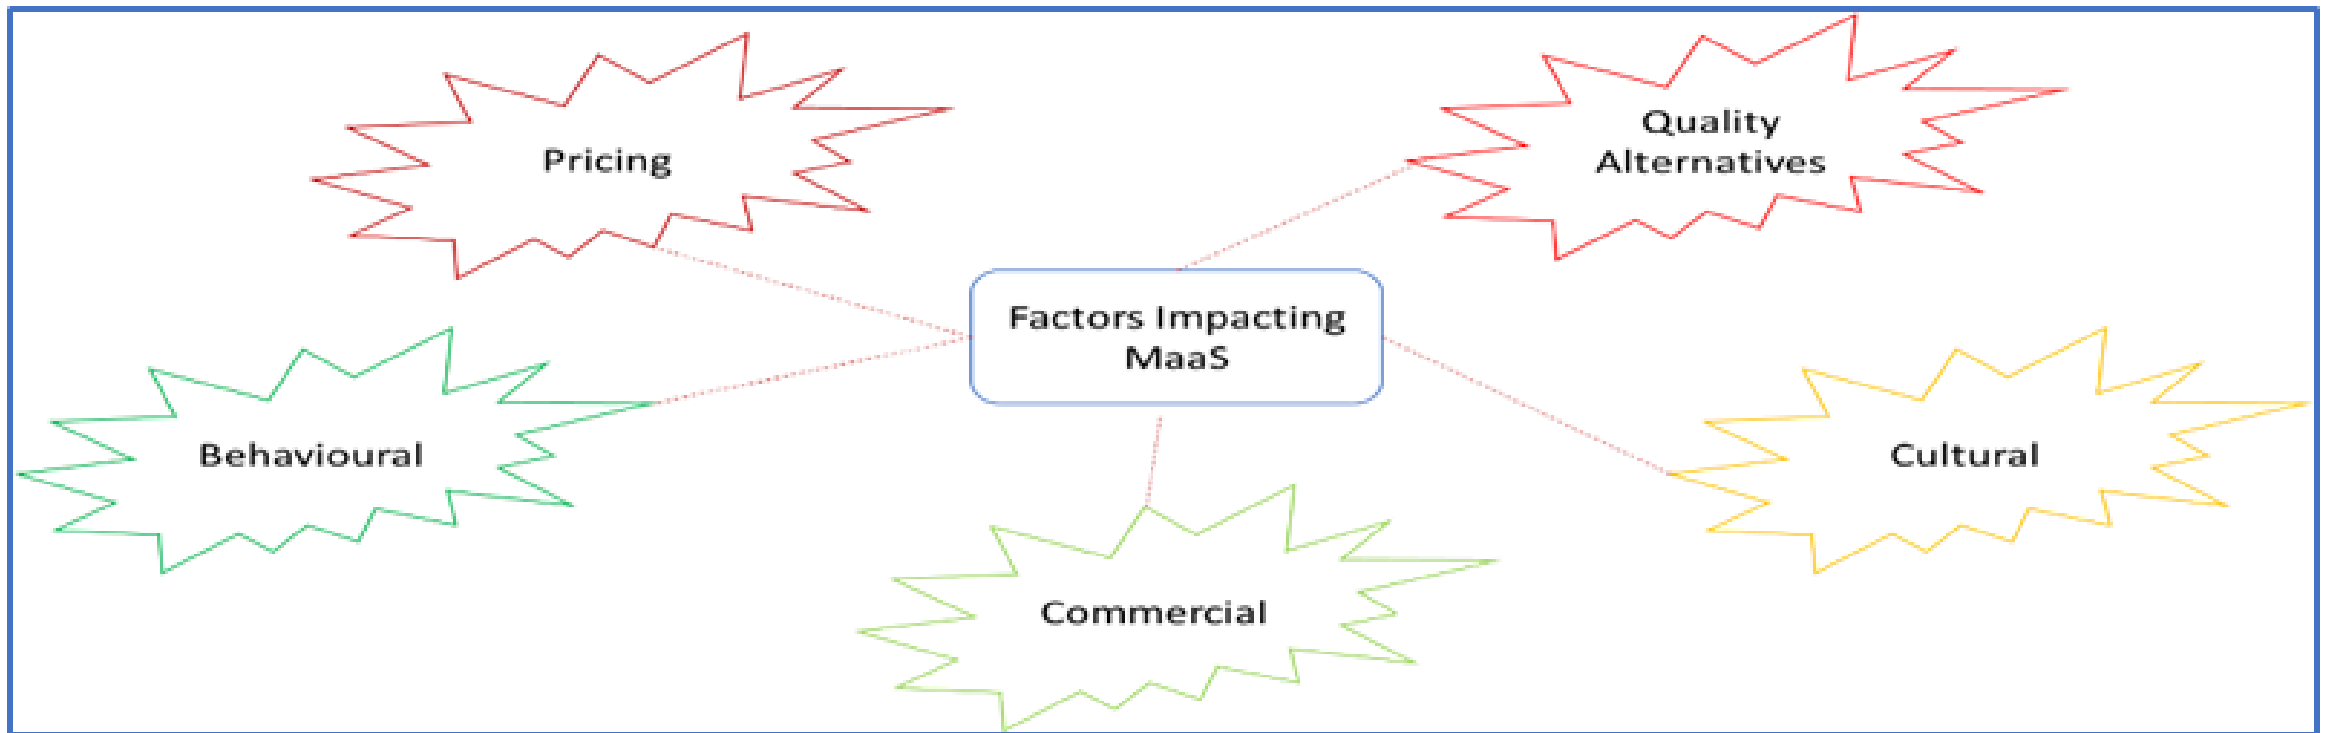 Pricing
Quality
Alternatives
Factors Impacting
MaaS
Behavioural
Cultural
Commercial